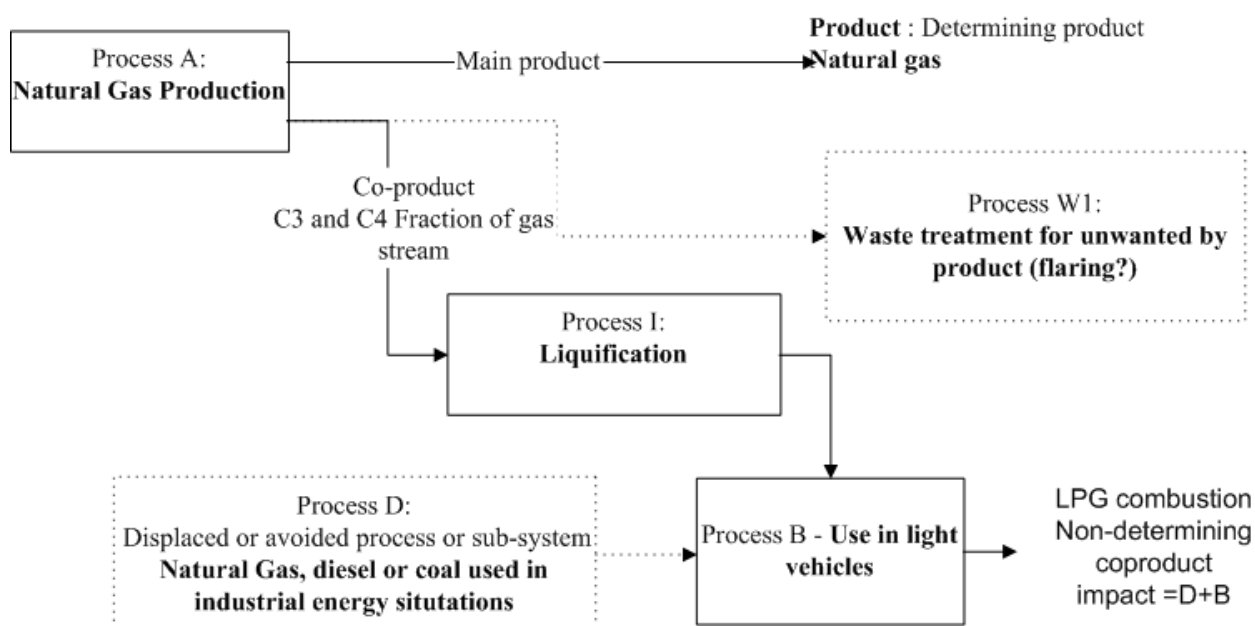 Process A:
Natural Gas Production
Main product
Product : Determining product
Natural gas
Co-product
C3 and C4 Fraction of gas
stream
Process W1:
Waste treatment for unwanted by
product (flaring?)
Process I:
Liquification
Process D:
Displaced or avoided process or sub-system
Natural Gas, diesel or coal used in
industrial energy situtations
Process B - Use in light
vehicles
LPG combustion
Non-determining
coproduct
impact =D+B